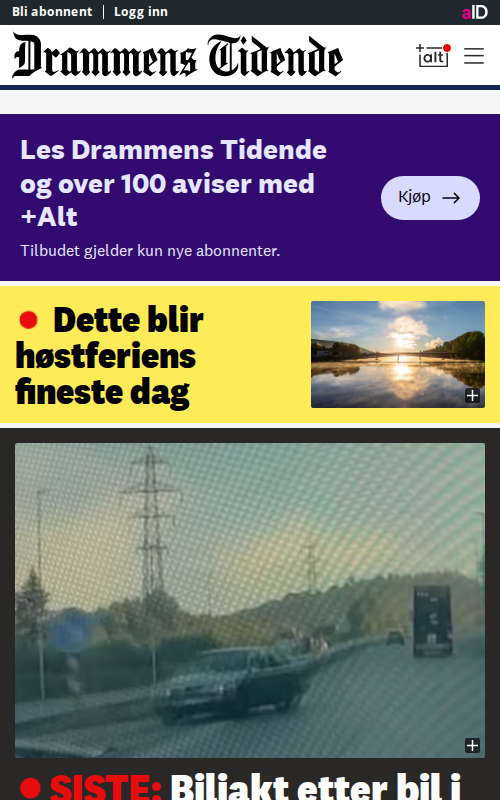 Bli abonnent | Logg inn
aID
Drammens Tidende
+alt
Les Drammens Tidende
og over 100 aviser med
+Alt
Kjøp →
Tilbudet gjelder kun nye abonnenter.
Dette blir
høstferiens
fineste dag
SISTE: Biljakt etter bil i